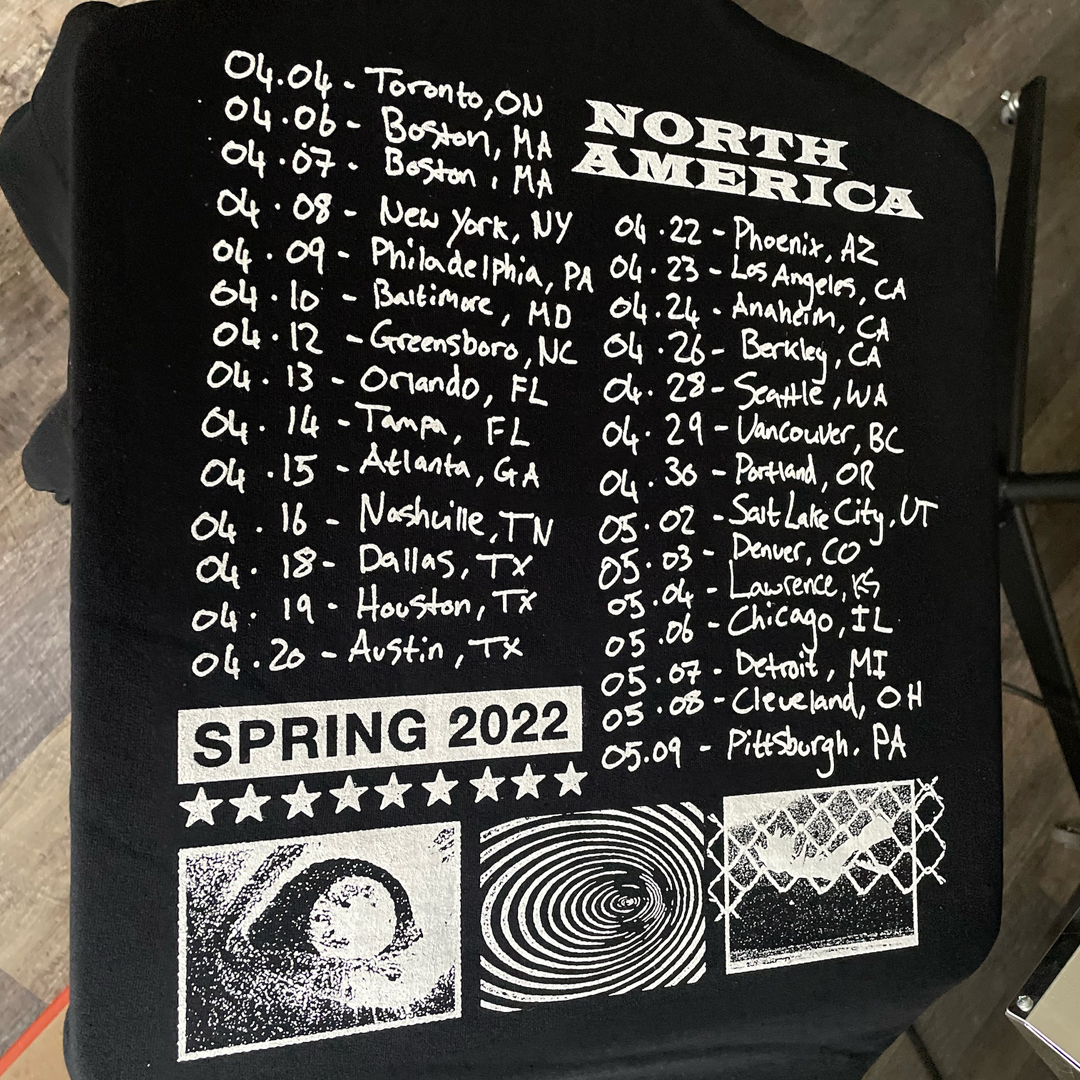 04.04 - Toronto, ON
04.06 - Boston, MA
04.07 - Boston, MA
04.08 - New York, NY
04.09 - Philadelphia, PA
04.10 - Baltimore, MD
04.12 - Greensboro, NC
04.13 - Orlando, FL
04.14 - Tampa, FL
04.15 - Atlanta, GA
04.16 - Nashville, TN
04.18 - Dallas, TX
04.19 - Houston, TX
04.20 - Austin, TX
SPRING 2022
NORTH
AMERICA
04.22 - Phoenix, AZ
04.23 - Los Angeles, CA
04.24 - Anaheim, CA
04.26 - Berkley, CA
04.28 - Seattle, WA
04.29 - Vancouver, BC
04.30 - Portland, OR
05.02 - Salt Lake City, UT
05.03 - Denver, CO
05.04 - Lawrence, KS
05.06 - Chicago, IL
05.07 - Detroit, MI
05.08 - Cleveland, OH
05.09 - Pittsburgh, PA